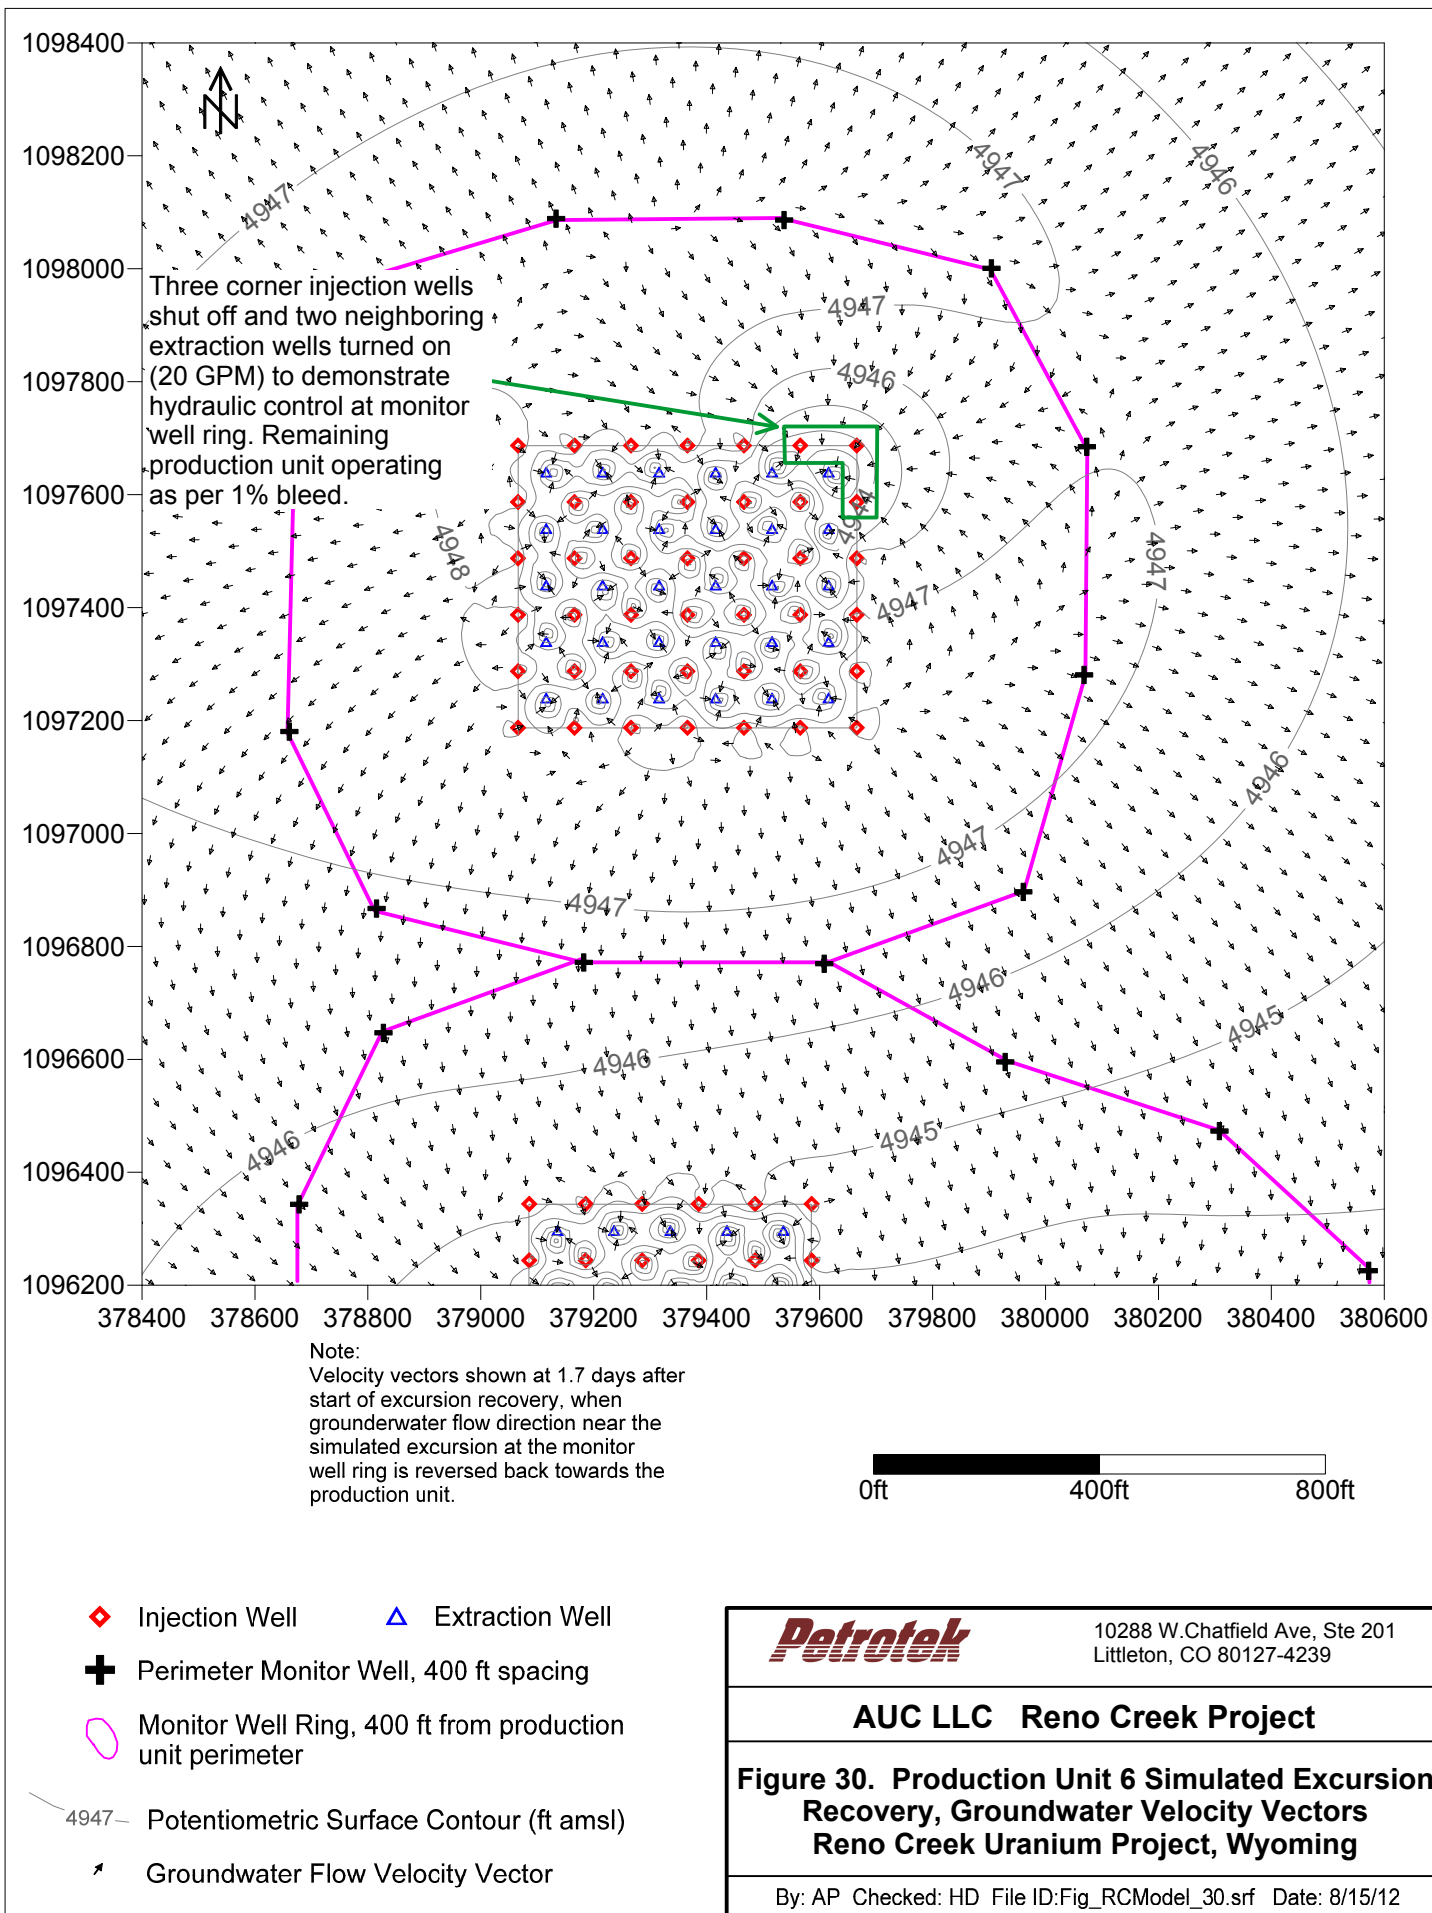 1098400
1098200
1098000
1097800
1097600
1097400
1097200
1097000
1096800
1096600
1096400
1096200
378400 378600 378800 379000 379200 379400 379600 379800 380000 380200 380400 380600
N
4947
4947
4946
Three corner injection wells
shut off and two neighboring
extraction wells turned on
(20 GPM) to demonstrate
hydraulic control at monitor
well ring. Remaining
production unit operating
as per 1% bleed.
4947
4946
4948
4947
4947
4946
4947
4947
4946
4946
4945
4946
4945
Note:
Velocity vectors shown at 1.7 days after
start of excursion recovery, when
grounderwater flow direction near the
simulated excursion at the monitor
well ring is reversed back towards the
production unit.
0ft 400ft 800ft
Injection Well Extraction Well
Perimeter Monitor Well, 400 ft spacing
Monitor Well Ring, 400 ft from production
unit perimeter
4947 Potentiometric Surface Contour (ft amsl)
Groundwater Flow Velocity Vector
Petrotek
10288 W.Chatfield Ave, Ste 201
Littleton, CO 80127-4239
AUC LLC Reno Creek Project
Figure 30. Production Unit 6 Simulated Excursion
Recovery, Groundwater Velocity Vectors
Reno Creek Uranium Project, Wyoming
By: AP Checked: HD File ID:Fig_RCModel_30.srf Date: 8/15/12